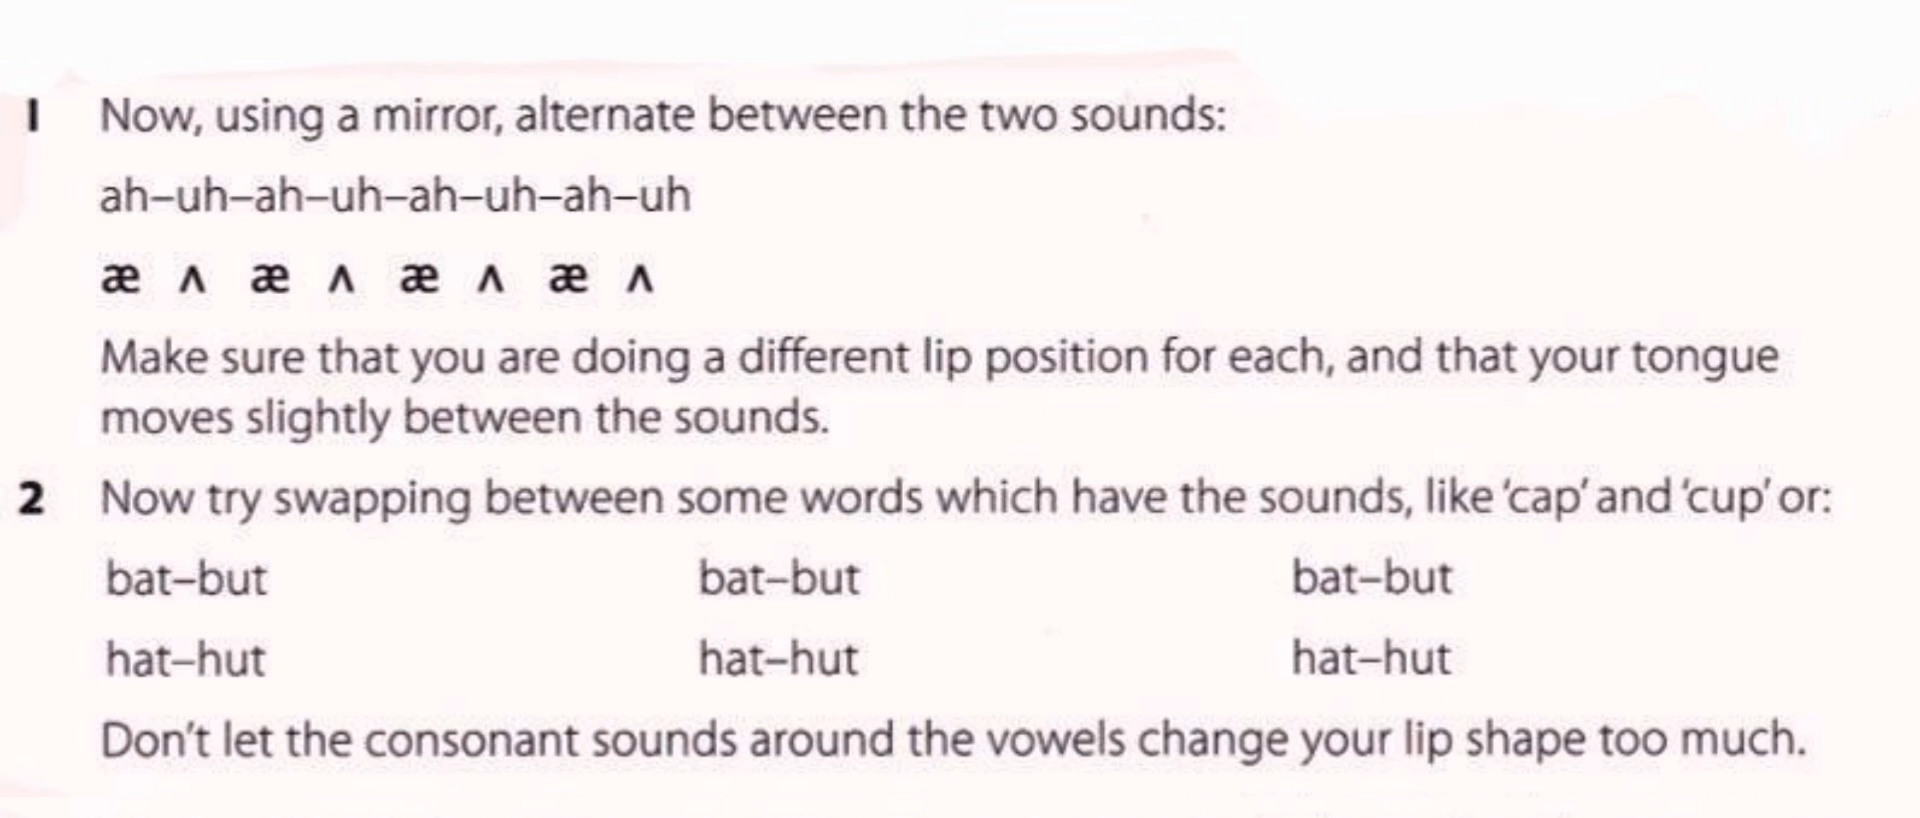 1 Now, using a mirror, alternate between the two sounds:
ah–uh–ah–uh–ah–uh–ah–uh
æ ʌ æ ʌ æ ʌ æ ʌ
Make sure that you are doing a different lip position for each, and that your tongue
moves slightly between the sounds.
2 Now try swapping between some words which have the sounds, like ‘cap’ and ‘cup’ or:
bat–but bat–but bat–but
hat–hut hat–hut hat–hut
Don’t let the consonant sounds around the vowels change your lip shape too much.